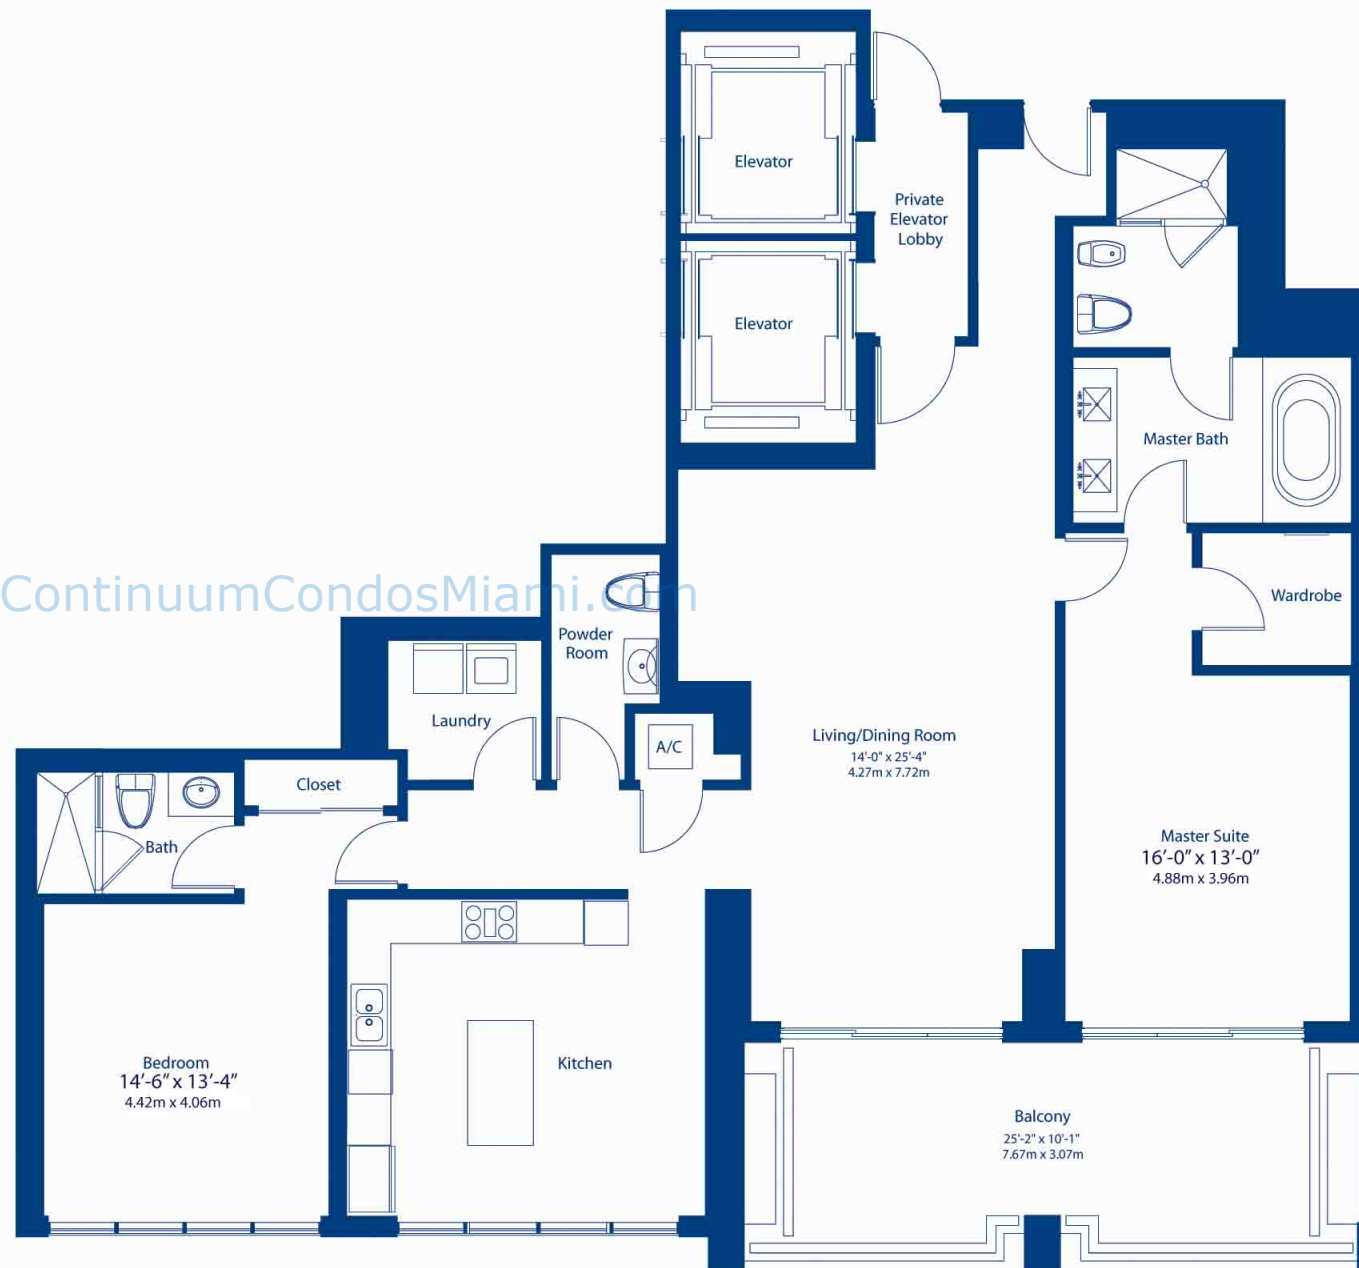 Elevator
Private
Elevator
Lobby
Elevator
Master Bath
ContinuumCondosMiami.com
Wardrobe
Powder
Room
Laundry
A/C
Living/Dining Room
14'-0" x 25'-4"
4.27m x 7.72m
Closet
Bath
Master Suite
16'-0" x 13'-0"
4.88m x 3.96m
Bedroom
14'-6" x 13'-4"
4.42m x 4.06m
Kitchen
Balcony
25'-2" x 10'-1"
7.67m x 3.07m